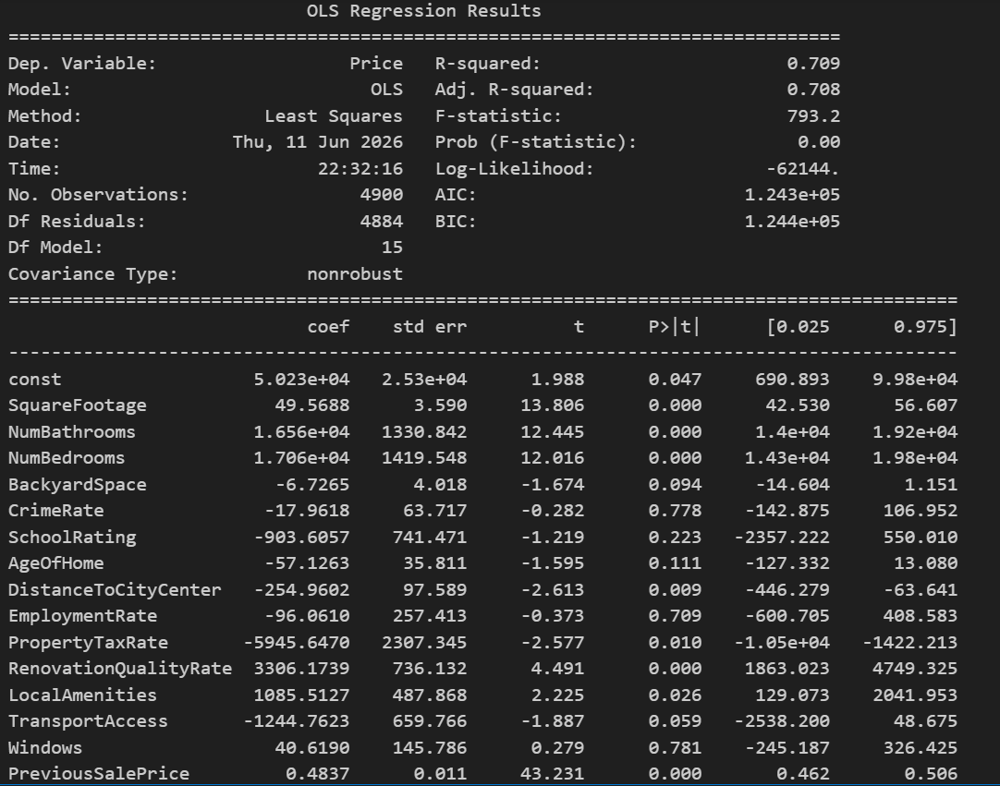 OLS Regression Results
==============================================================================
Dep. Variable: Price R-squared: 0.709
Model: OLS Adj. R-squared: 0.708
Method: Least Squares F-statistic: 793.2
Date: Thu, 11 Jun 2026 Prob (F-statistic): 0.00
Time: 22:32:16 Log-Likelihood: -62144.
No. Observations: 4900 AIC: 1.243e+05
Df Residuals: 4884 BIC: 1.244e+05
Df Model: 15
Covariance Type: nonrobust
=========================================================================================
coef std err t P>|t| [0.025 0.975]
-----------------------------------------------------------------------------------------
const 5.023e+04 2.53e+04 1.988 0.047 690.893 9.98e+04
SquareFootage 49.5688 3.590 13.806 0.000 42.530 56.607
NumBathrooms 1.656e+04 1330.842 12.445 0.000 1.4e+04 1.92e+04
NumBedrooms 1.706e+04 1419.548 12.016 0.000 1.43e+04 1.98e+04
BackyardSpace -6.7265 4.018 -1.674 0.094 -14.604 1.151
CrimeRate -17.9618 63.717 -0.282 0.778 -142.875 106.952
SchoolRating -903.6057 741.471 -1.219 0.223 -2357.222 550.010
AgeOfHome -57.1263 35.811 -1.595 0.111 -127.332 13.080
DistanceToCityCenter -254.9602 97.589 -2.613 0.009 -446.279 -63.641
EmploymentRate -96.0610 257.413 -0.373 0.709 -600.705 408.583
PropertyTaxRate -5945.6470 2307.345 -2.577 0.010 -1.05e+04 -1422.213
RenovationQualityRate 3306.1739 736.132 4.491 0.000 1863.023 4749.325
LocalAmenities 1085.5127 487.868 2.225 0.026 129.073 2041.953
TransportAccess -1244.7623 659.766 -1.887 0.059 -2538.200 48.675
Windows 40.6190 145.786 0.279 0.781 -245.187 326.425
PreviousSalePrice 0.4837 0.011 43.231 0.000 0.462 0.506